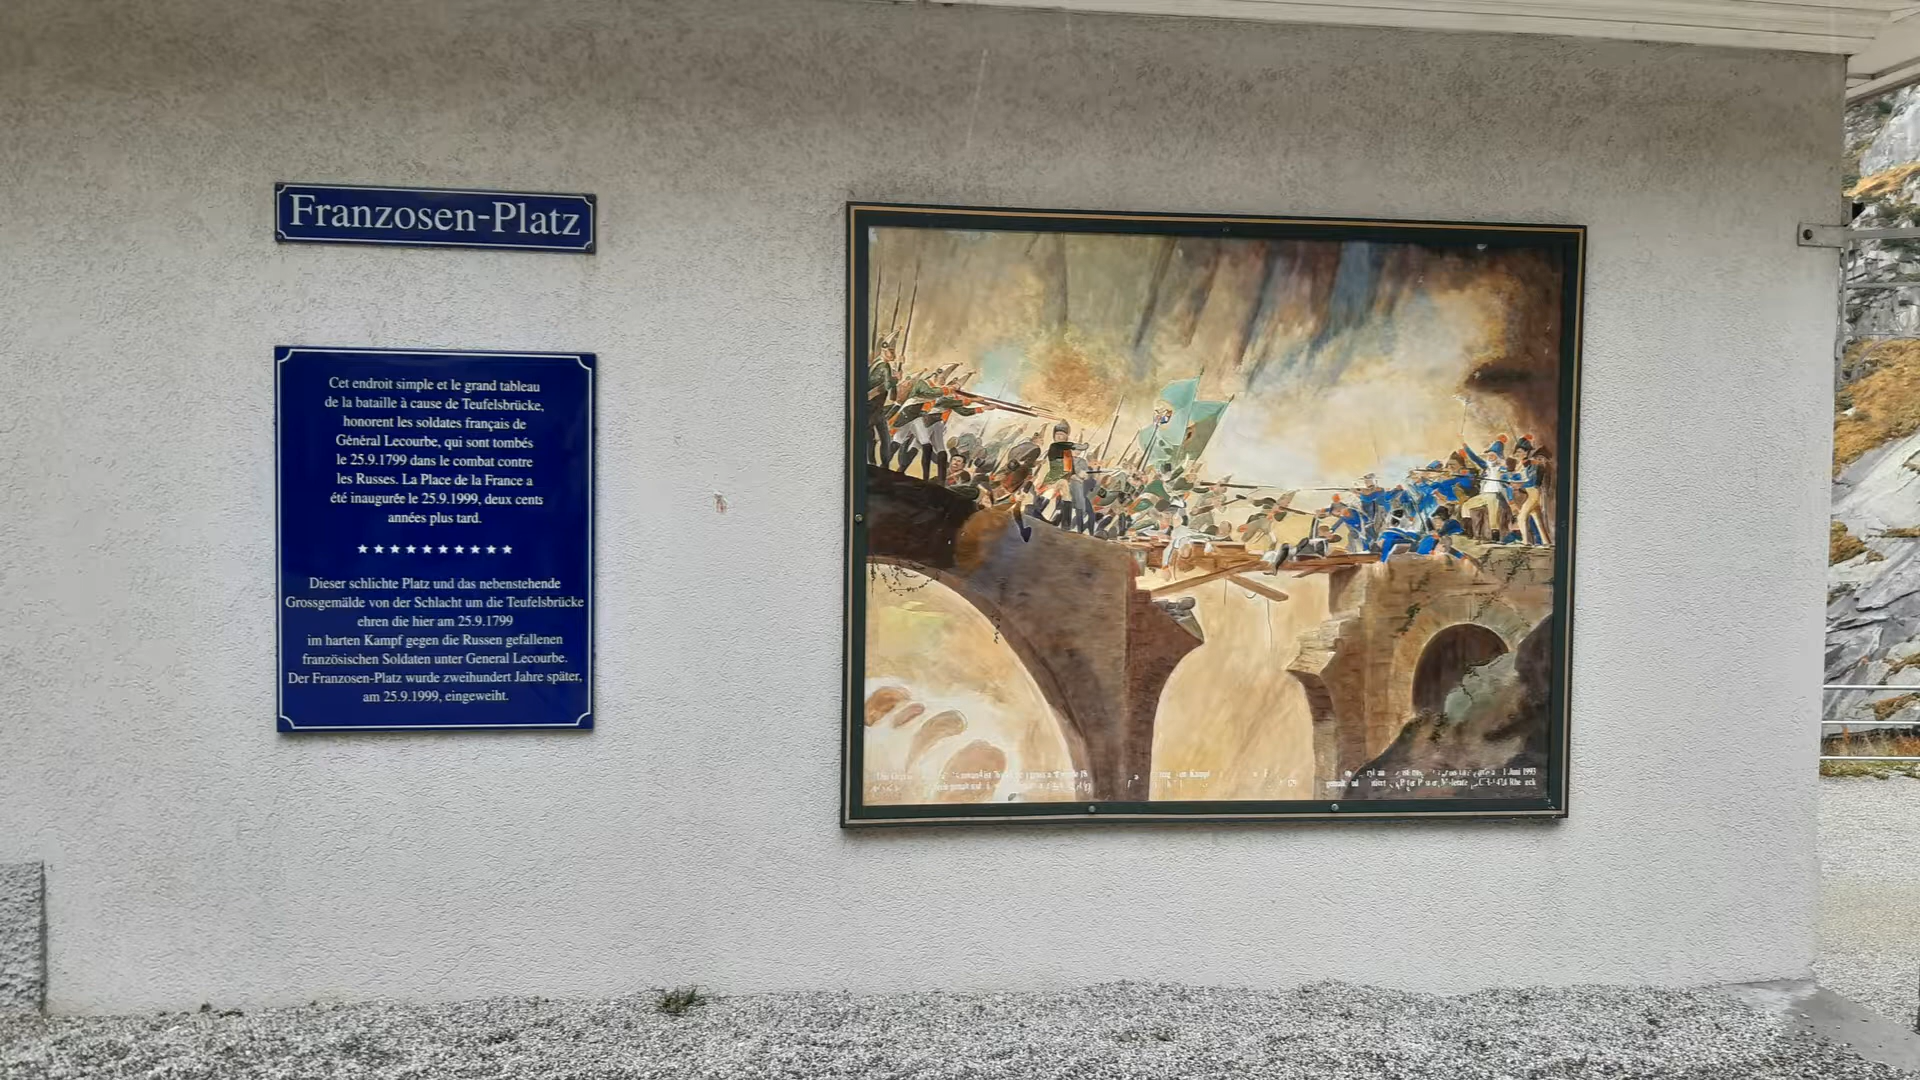 Franzosen-Platz
Cet endroit simple et le grand tableau
de la bataille à cause de Teufelsbrücke,
honorent les soldates français de
Général Lecourbe, qui sont tombés
le 25.9.1799 dans le combat contre
les Russes. La Place de la France a
été inaugurée le 25.9.1999, deux cents
années plus tard.
★★★★★★★★★★
Dieser schlichte Platz und das nebenstehende
Grossgemälde von der Schlacht um die Teufelsbrücke
ehren die hier am 25.9.1799
im harten Kampf gegen die Russen gefallenen
französischen Soldaten unter General Lecourbe.
Der Franzosen-Platz wurde zweihundert Jahre später,
am 25.9.1999, eingeweiht.
Kampf
1 Juni 1993